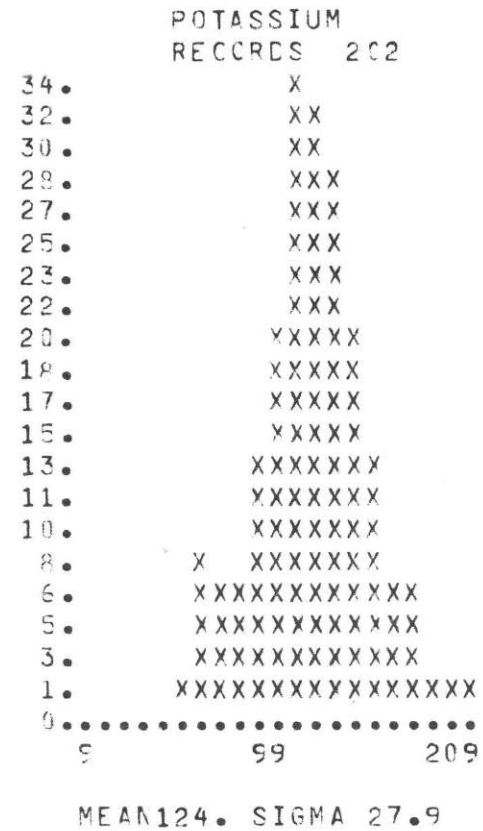 POTASSIUM
RECORDS 202
34. X
32. XX
30. XX
28. XXX
27. XXX
25. XXX
23. XXX
22. XXX
20. XXXXX
18. XXXXX
17. XXXXX
15. XXXXX
13. XXXXXXX
11. XXXXXXX
10. XXXXXXX
8. X XXXXXXX
6. XXXXXXXXXXXX
5. XXXXXXXXXXXX
3. XXXXXXXXXXXX
1. XXXXXXXXXXXXXXXX
0......................
9 99 209
MEAN124. SIGMA 27.9